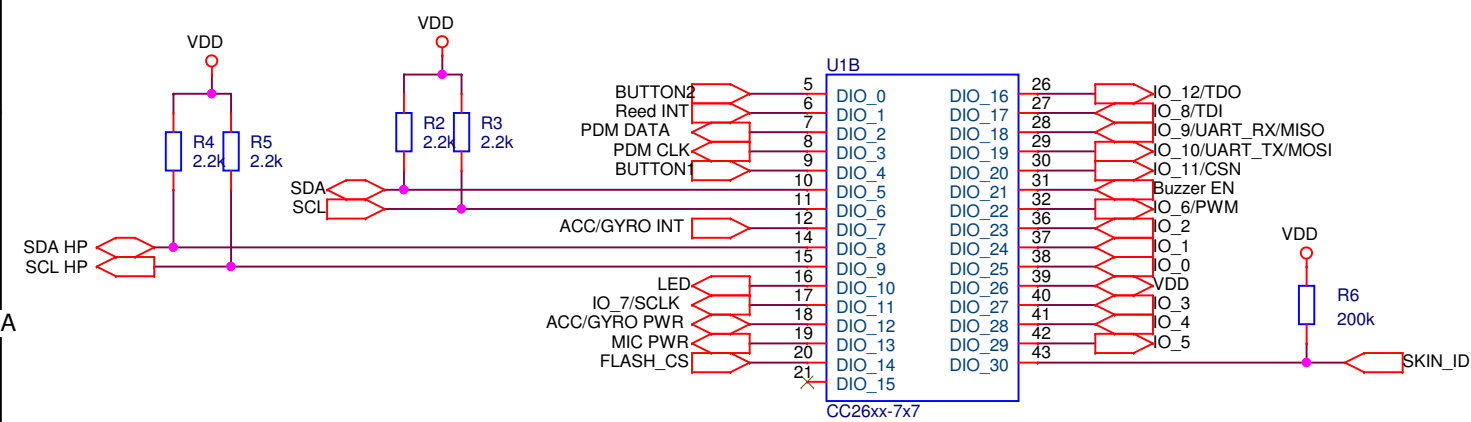 VDD
VDD
R4
2.2k
R5
2.2k
R2
2.2k
R3
2.2k
U1B
BUTTON2 5 DIO_0 DIO_16 26 IO_12/TDO
Reed INT 6 DIO_1 DIO_17 27 IO_8/TDI
PDM DATA 7 DIO_2 DIO_18 28 IO_9/UART_RX/MISO
PDM CLK 8 DIO_3 DIO_19 29 IO_10/UART_TX/MOSI
BUTTON1 9 DIO_4 DIO_20 30 IO_11/CSN
SDA 10 DIO_5 DIO_21 31 Buzzer EN
SCL 11 DIO_6 DIO_22 32 IO_6/PWM
ACC/GYRO INT 12 DIO_7 DIO_23 36 IO_2
SDA HP 14 DIO_8 DIO_24 37 IO_1
SCL HP 15 DIO_9 DIO_25 38 IO_0
LED 16 DIO_10 DIO_26 39 VDD
IO_7/SCLK 17 DIO_11 DIO_27 40 IO_3
ACC/GYRO PWR 18 DIO_12 DIO_28 41 IO_4
MIC PWR 19 DIO_13 DIO_29 42 IO_5
FLASH_CS 20 DIO_14 DIO_30 43 SKIN_ID
21 DIO_15
CC26xx-7x7
VDD
R6
200k
A